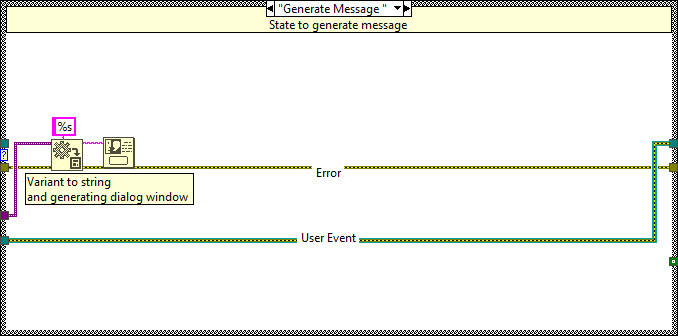 "Generate Message "
State to generate message
%s
?
Variant to string
and generating dialog window
Error
User Event